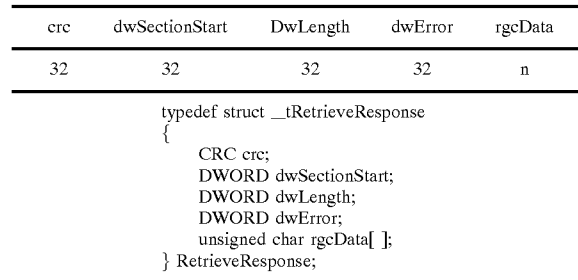 crc dwSectionStart DwLength dwError rgcData
32 32 32 32 n
typedef struct __tRetrieveResponse
{
CRC crc;
DWORD dwSectionStart;
DWORD dwLength;
DWORD dwError;
unsigned char rgcData[ ];
} RetrieveResponse;